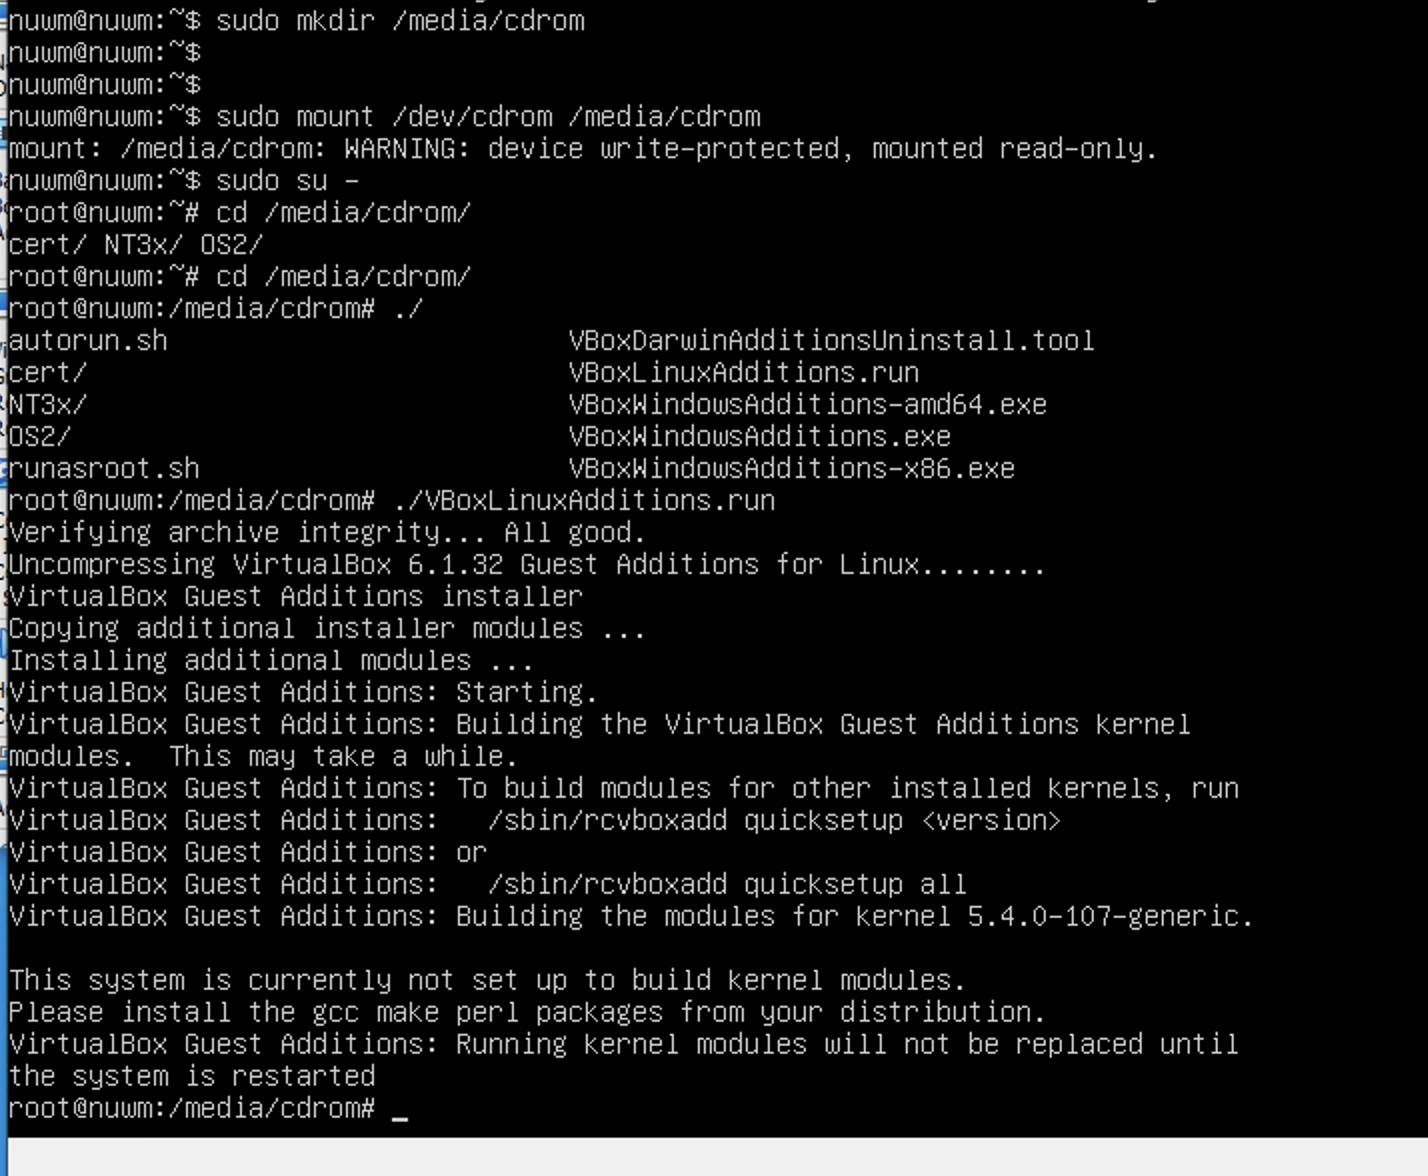 nuwm@nuwm:~$ sudo mkdir /media/cdrom
nuwm@nuwm:~$
nuwm@nuwm:~$
nuwm@nuwm:~$ sudo mount /dev/cdrom /media/cdrom
mount: /media/cdrom: WARNING: device write-protected, mounted read-only.
nuwm@nuwm:~$ sudo su -
root@nuwm:~# cd /media/cdrom/
cert/ NT3x/ OS2/
root@nuwm:~# cd /media/cdrom/
root@nuwm:/media/cdrom# ./
autorun.sh VBoxDarwinAdditionsUninstall.tool
cert/ VBoxLinuxAdditions.run
NT3x/ VBoxWindowsAdditions-amd64.exe
OS2/ VBoxWindowsAdditions.exe
runasroot.sh VBoxWindowsAdditions-x86.exe
root@nuwm:/media/cdrom# ./VBoxLinuxAdditions.run
Verifying archive integrity... All good.
Uncompressing VirtualBox 6.1.32 Guest Additions for Linux........
VirtualBox Guest Additions installer
Copying additional installer modules ...
Installing additional modules ...
VirtualBox Guest Additions: Starting.
VirtualBox Guest Additions: Building the VirtualBox Guest Additions kernel
modules.  This may take a while.
VirtualBox Guest Additions: To build modules for other installed kernels, run
VirtualBox Guest Additions:   /sbin/rcvboxadd quicksetup <version>
VirtualBox Guest Additions: or
VirtualBox Guest Additions:   /sbin/rcvboxadd quicksetup all
VirtualBox Guest Additions: Building the modules for kernel 5.4.0-107-generic.
This system is currently not set up to build kernel modules.
Please install the gcc make perl packages from your distribution.
VirtualBox Guest Additions: Running kernel modules will not be replaced until
the system is restarted
root@nuwm:/media/cdrom# _